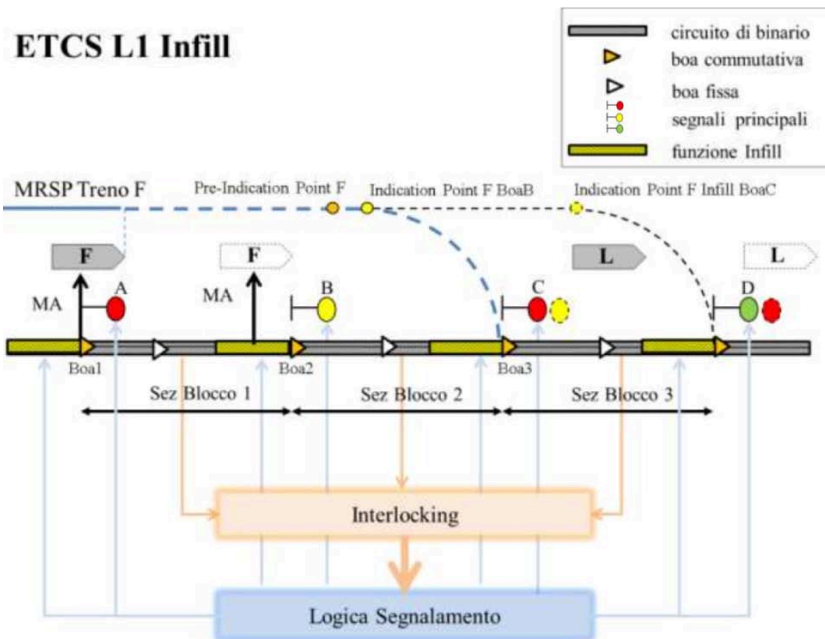 ETCS L1 Infill
circuito di binario
boa commutativa
boa fissa
segnali principali
funzione Infill
MRSP Treno F
Pre-Indication Point F
Indication Point F BoaB
Indication Point F Infill BoaC
F
F
L
L
MA
A
MA
B
C
D
Boa1
Boa2
Boa3
Sez Blocco 1
Sez Blocco 2
Sez Blocco 3
Interlocking
Logica Segnalamento